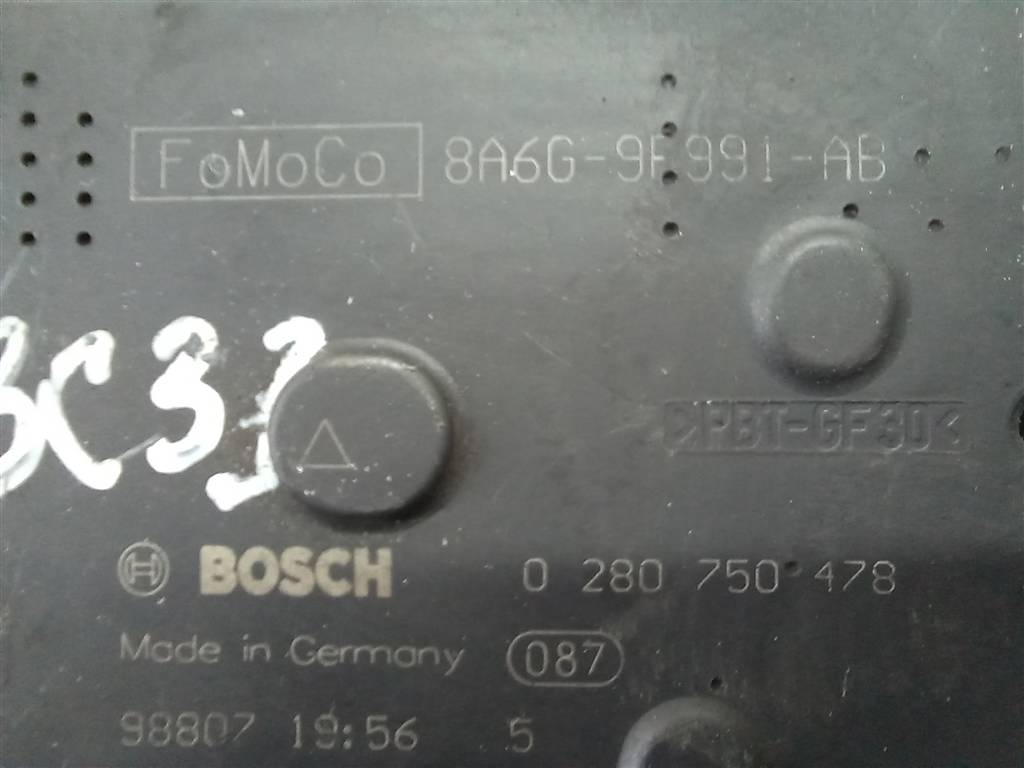 FoMoCo 8A6G-9F991-AB
>PBT-GF30<
BOSCH 0 280 750 478
Made in Germany 087
98807 19:56 5